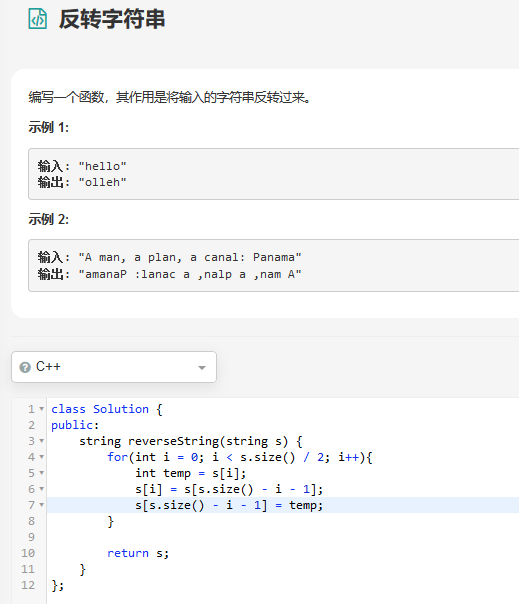 反转字符串
编写一个函数，其作用是将输入的字符串反转过来。
示例 1:
输入: "hello"
输出: "olleh"
示例 2:
输入: "A man, a plan, a canal: Panama"
输出: "amanaP :lanac a ,nalp a ,nam A"
C++
1 class Solution {
2 public:
3     string reverseString(string s) {
4         for(int i = 0; i < s.size() / 2; i++){
5             int temp = s[i];
6             s[i] = s[s.size() - i - 1];
7             s[s.size() - i - 1] = temp;
8         }
9
10         return s;
11     }
12 };